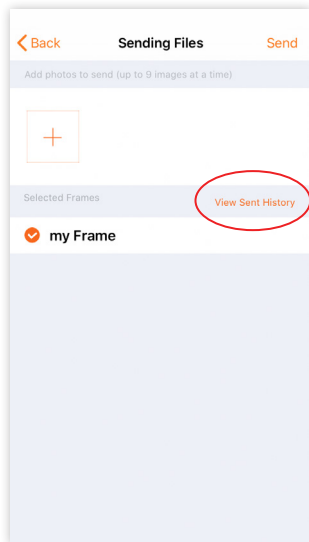 Back Sending Files Send
Add photos to send (up to 9 images at a time)
Selected Frames View Sent History
my Frame